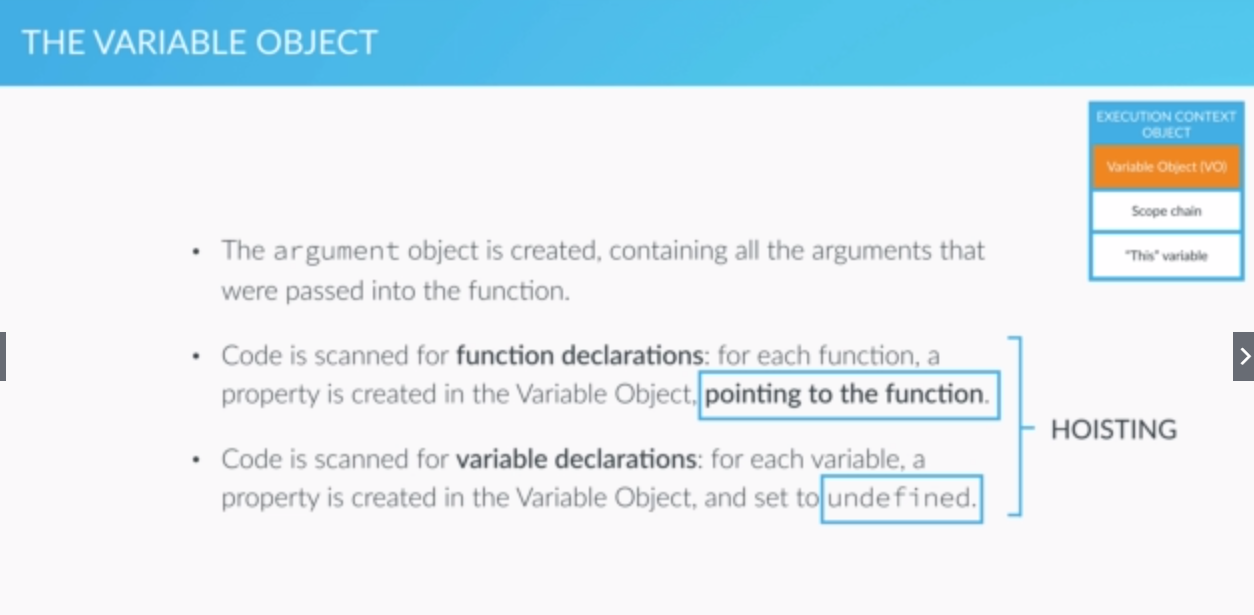 THE VARIABLE OBJECT
EXECUTION CONTEXT
OBJECT
Variable Object (VO)
Scope chain
"This" variable
• The argument object is created, containing all the arguments that
were passed into the function.
• Code is scanned for function declarations: for each function, a
property is created in the Variable Object, pointing to the function.
• Code is scanned for variable declarations: for each variable, a
property is created in the Variable Object, and set to undefined.
HOISTING